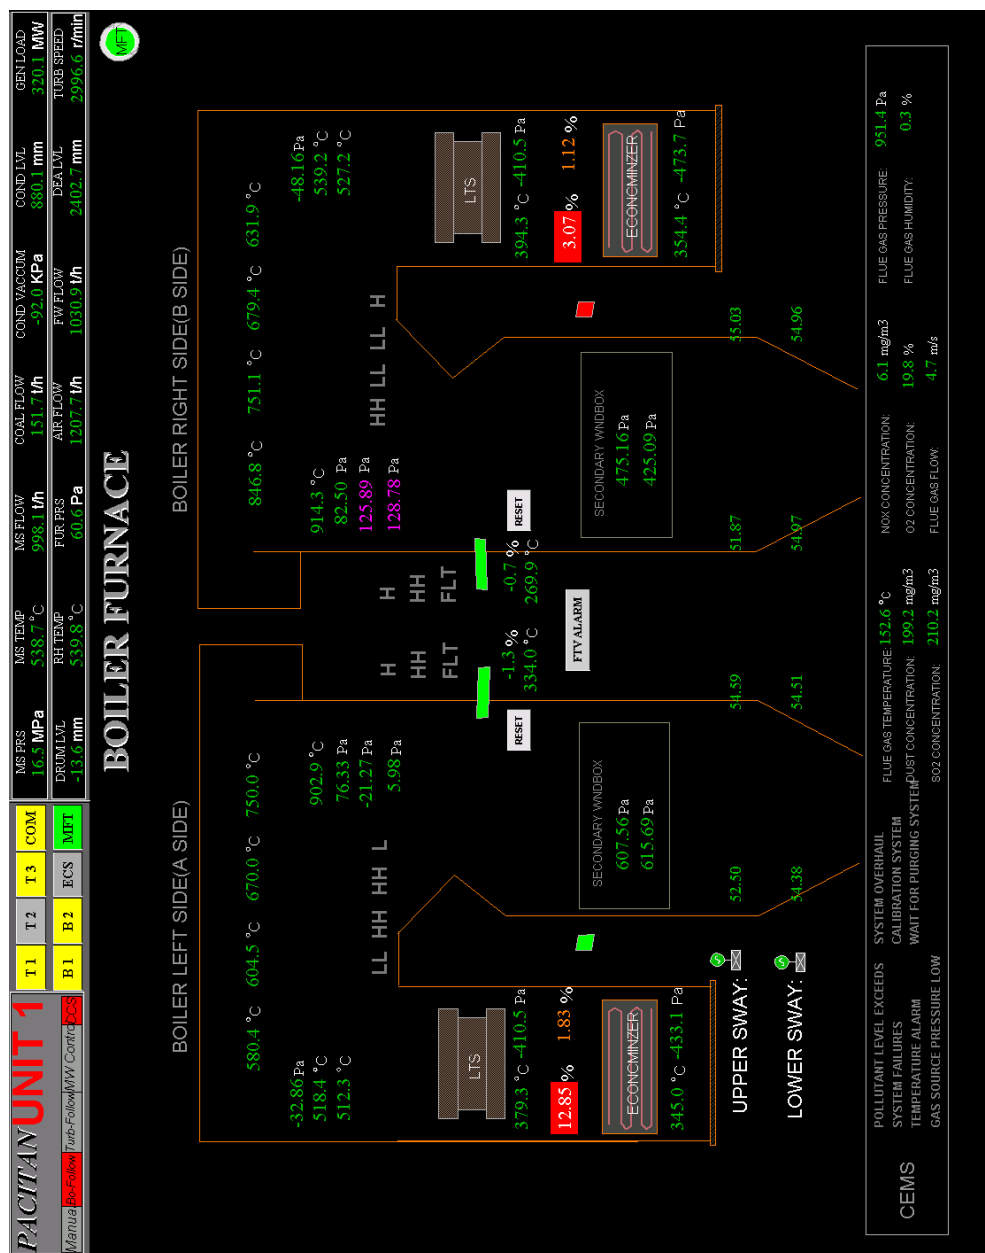 PACITAN UNIT 1
Manual Bo-Follow Turb-Follow MW Contro DCS
T 1 T 2 T 3 COM
B 1 B 2 ECS MFT
MS PRS MS TEMP MS FLOW COAL FLOW COND VACCUM COND LVL GEN LOAD
16.5 MPa 538.7 °C 998.1 t/h 151.7 t/h -92.0 KPa 880.1 mm 320.1 MW
DRUM LVL RH TEMP FUR PRS AIR FLOW FW FLOW DEA LVL TURB SPEED
-13.6 mm 539.8 °C 60.6 Pa 1207.7 t/h 1030.9 t/h 2402.7 mm 2996.6 r/min
BOILER FURNACE
MFT
BOILER LEFT SIDE(A SIDE) BOILER RIGHT SIDE(B SIDE)
580.4 °C 604.5 °C 670.0 °C 750.0 °C 846.8 °C 751.1 °C 679.4 °C 631.9 °C
-32.86 Pa 902.9 °C 914.3 °C -48.16 Pa
518.4 °C 76.33 Pa 82.50 Pa 539.2 °C
512.3 °C -21.27 Pa 125.89 Pa 527.2 °C
5.98 Pa 128.78 Pa
LL HH HH L H H HH LL LL H
HH HH
FLT FLT
LTS LTS
RESET RESET
379.3 °C -410.5 Pa -1.3 % -0.7 % 394.3 °C -410.5 Pa
334.0 °C 269.9 °C
12.85 % 1.83 % 3.07 % 1.12 %
FTV ALARM
SECONDARY WNDBOX SECONDARY WNDBOX
607.56 Pa 475.16 Pa
615.69 Pa 425.09 Pa
ECONOMINZER ECONOMINZER
345.0 °C -433.1 Pa 354.4 °C -473.7 Pa
UPPER SWAY: 52.50 54.59 51.87 55.03
LOWER SWAY: 54.38 54.51 54.97 54.96
CEMS
POLLUTANT LEVEL EXCEEDS SYSTEM OVERHAUL FLUE GAS TEMPERATURE: 152.6 °C NOX CONCENTRATION: 6.1 mg/m3 FLUE GAS PRESSURE: 951.4 Pa
SYSTEM FAILURES CALIBRATION SYSTEM
TEMPERATURE ALARM WAIT FOR PURGING SYSTEM DUST CONCENTRATION: 199.2 mg/m3 O2 CONCENTRATION: 19.8 % FLUE GAS HUMIDITY: 0.3 %
GAS SOURCE PRESSURE LOW SO2 CONCENTRATION: 210.2 mg/m3 FLUE GAS FLOW: 4.7 m/s